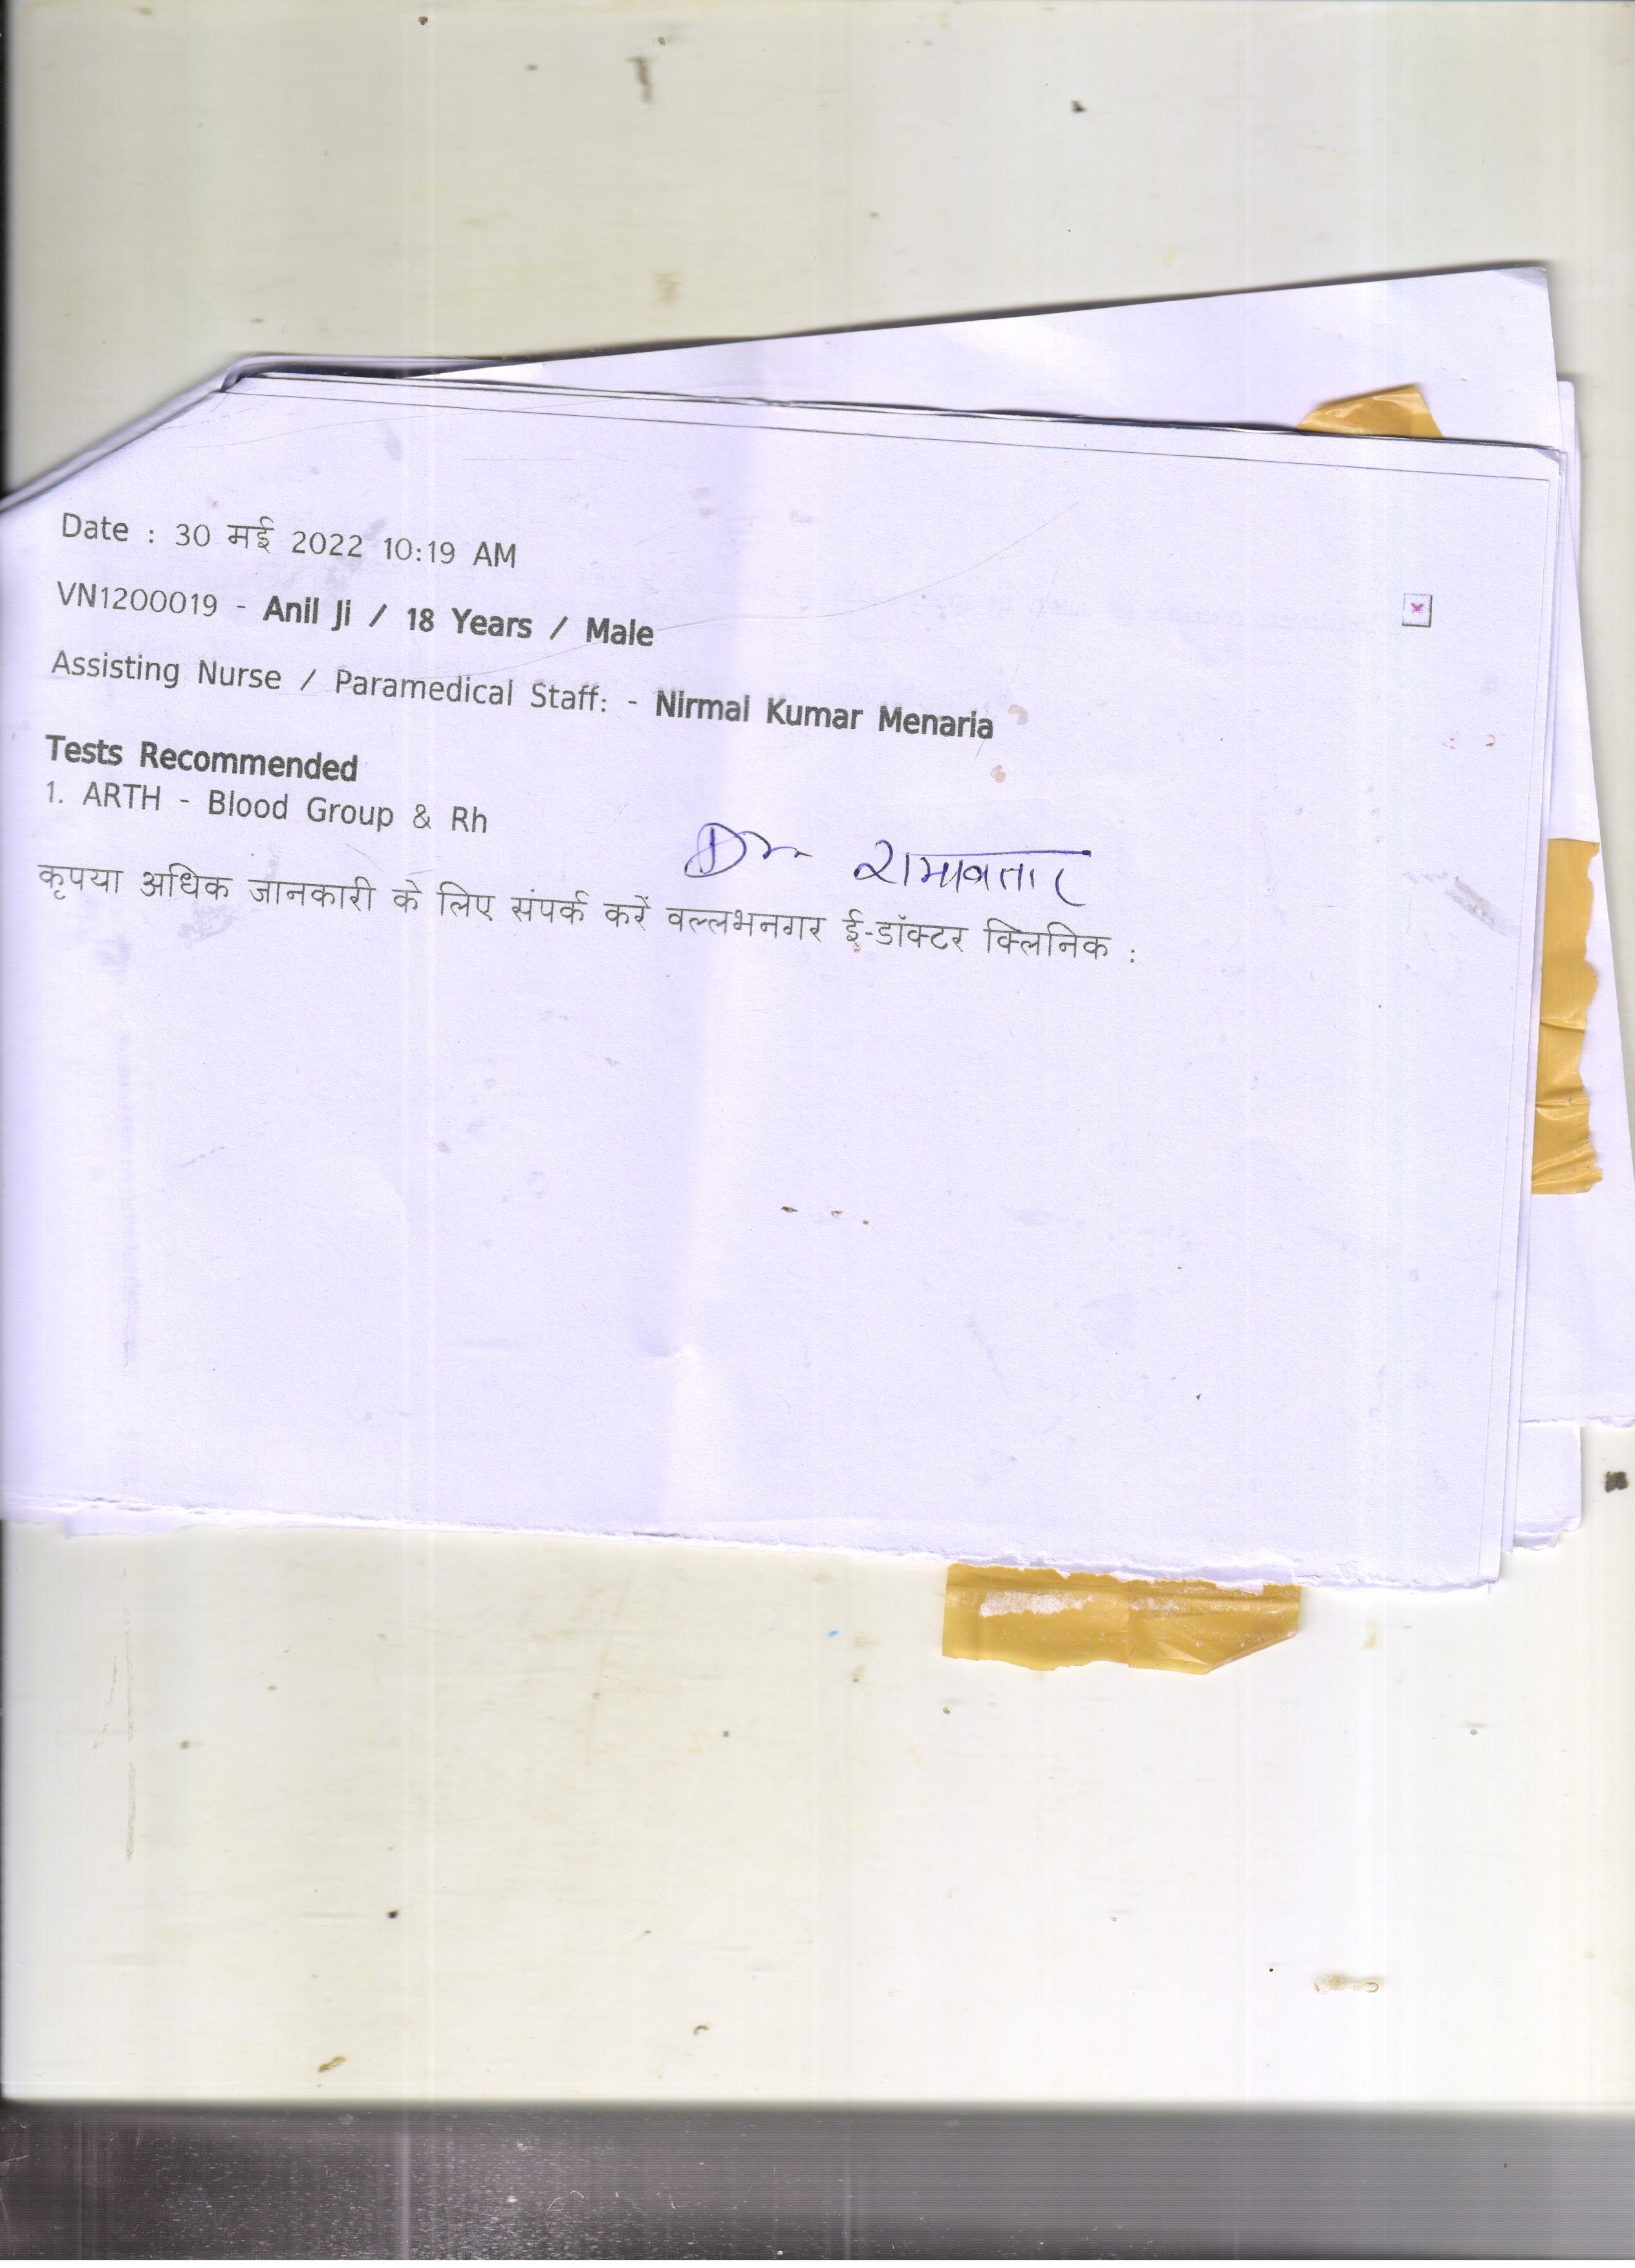 Date : 30 मई 2022 10:19 AM
VN1200019 - Anil Ji / 18 Years / Male
Assisting Nurse / Paramedical Staff: - Nirmal Kumar Menaria
Tests Recommended
1. ARTH - Blood Group & Rh
Dr रामावतार
कृपया अधिक जानकारी के लिए संपर्क करें वल्लभनगर ई-डॉक्टर क्लिनिक :